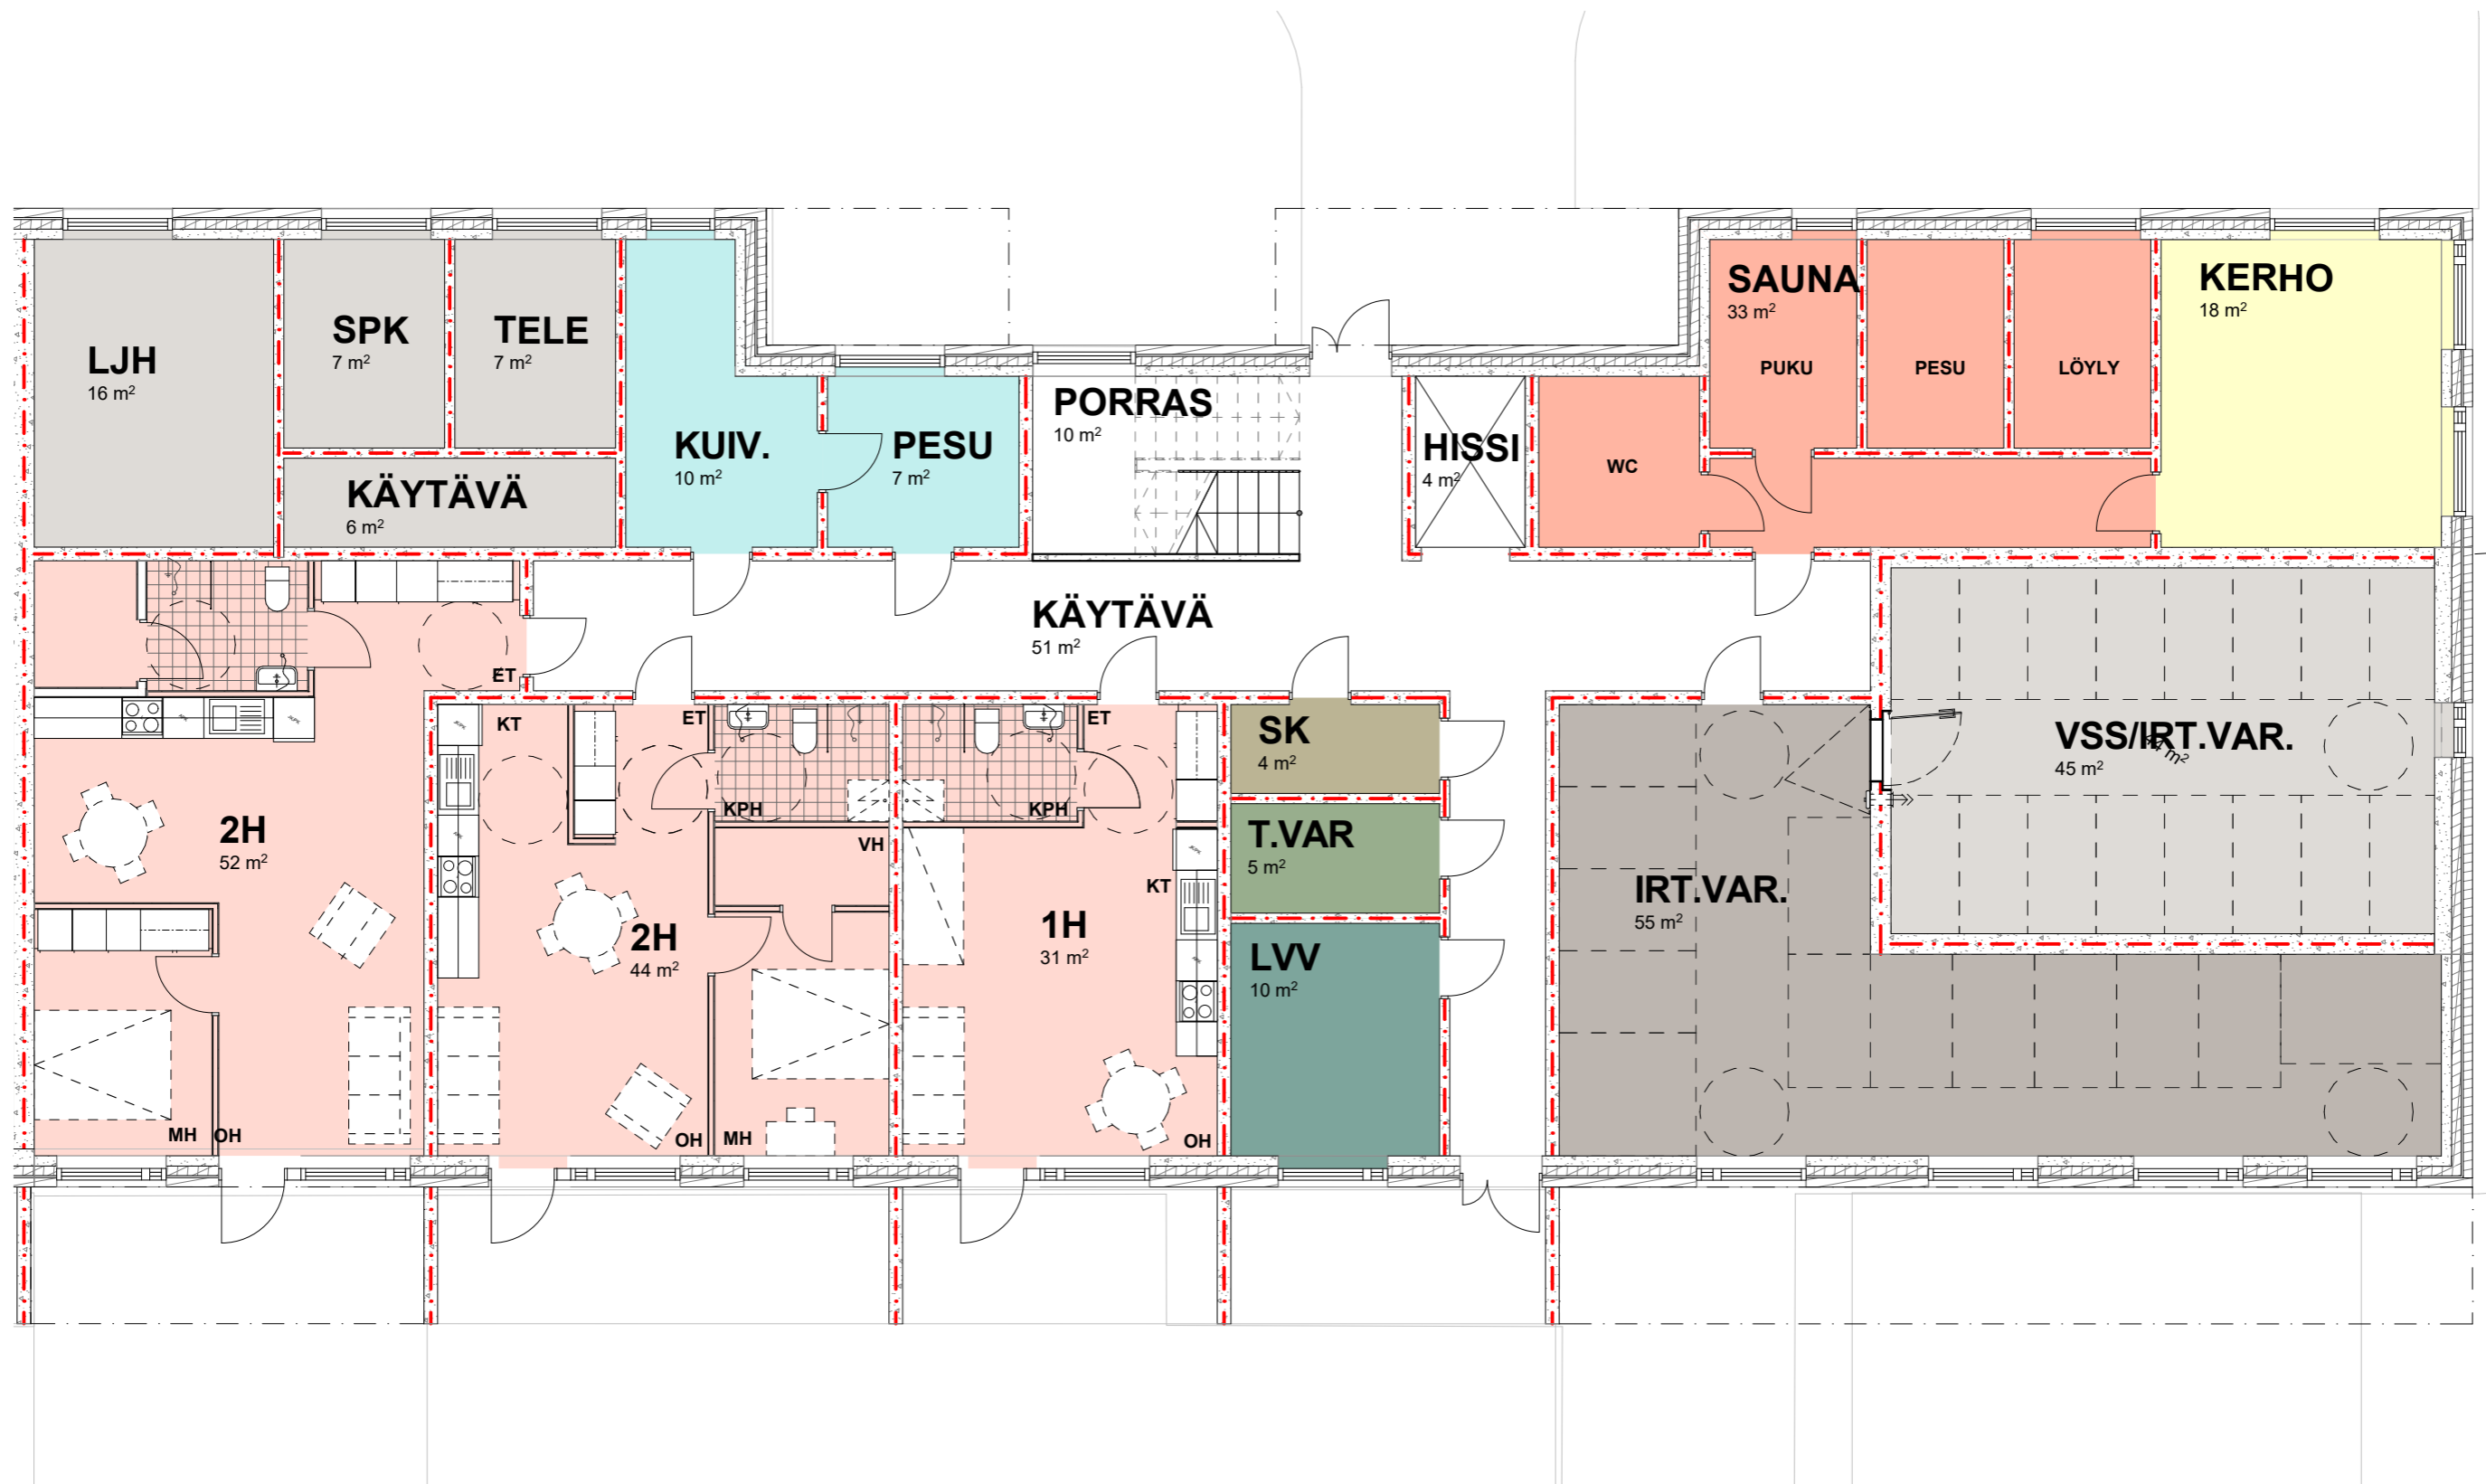 SAUNA
33 m²
KERHO
18 m²
SPK
7 m²
TELE
7 m²
LJH
16 m²
PUKU
PESU
LÖYLY
PORRAS
10 m²
KUIV.
10 m²
PESU
7 m²
HISSI
4 m²
WC
KÄYTÄVÄ
6 m²
KÄYTÄVÄ
51 m²
ET
KT
ET
ET
SK
4 m²
VSS/IRT.VAR.
45 m²
44 m²
KPH
KPH
2H
52 m²
VH
T.VAR
5 m²
KT
IRT.VAR.
55 m²
2H
44 m²
1H
31 m²
LVV
10 m²
MH
OH
OH
MH
OH